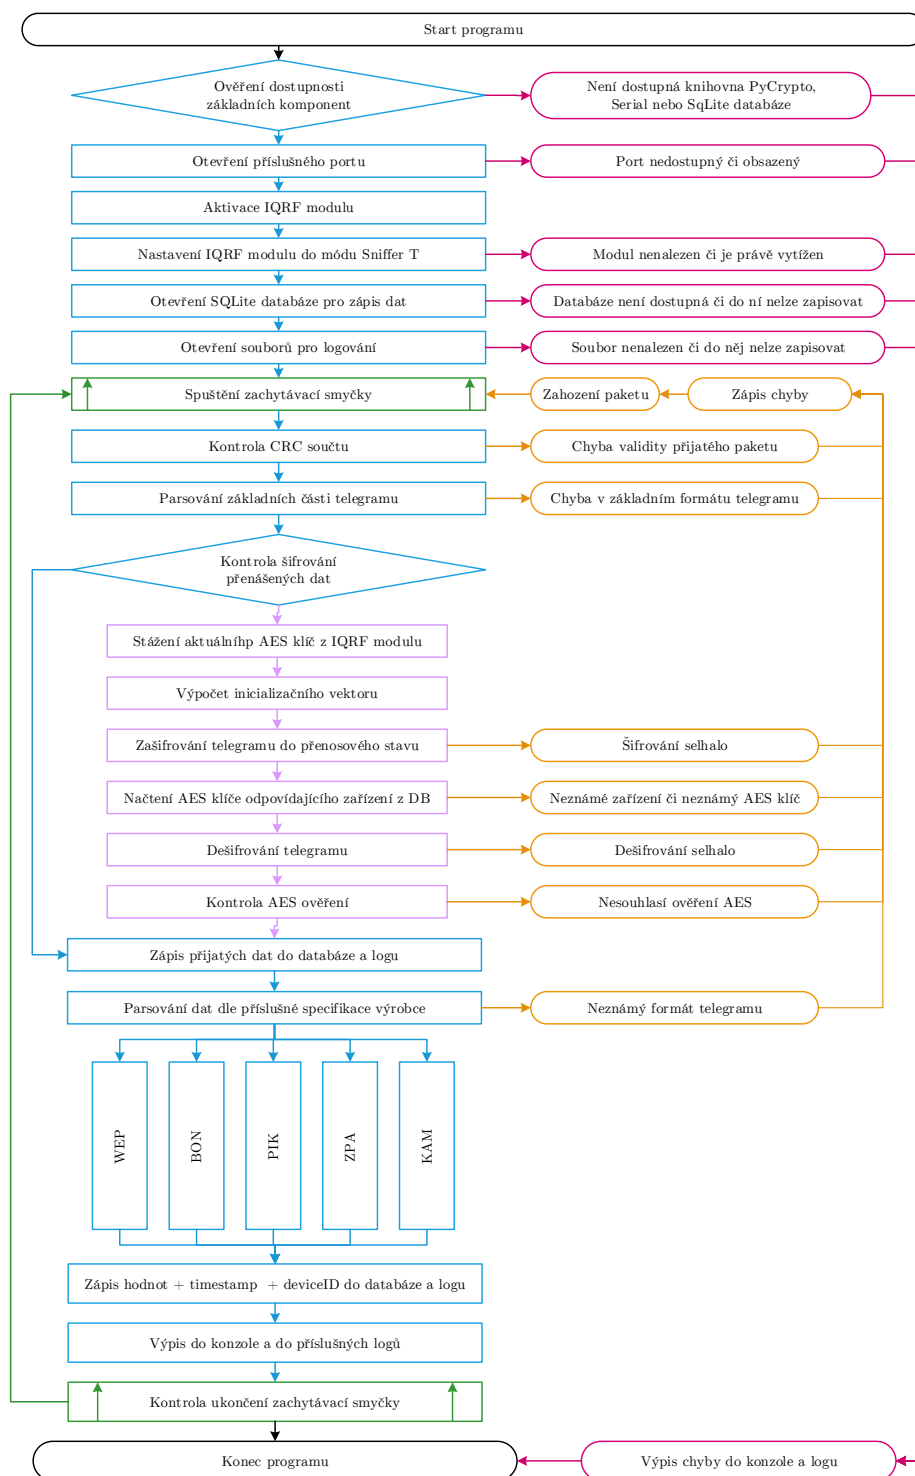 Start programu
Ověření dostupnosti
základních komponent
Není dostupná knihovna PyCrypto,
Serial nebo SqLite databáze
Otevření příslušného portu
Port nedostupný či obsazený
Aktivace IQRF modulu
Nastavení IQRF modulu do módu Sniffer T
Modul nenalezen či je právě vytížen
Otevření SQLite databáze pro zápis dat
Databáze není dostupná či do ní nelze zapisovat
Otevření souborů pro logování
Soubor nenalezen či do něj nelze zapisovat
Spuštění zachytávací smyčky
Zahození paketu
Zápis chyby
Kontrola CRC součtu
Chyba validity přijatého paketu
Parsování základních části telegramu
Chyba v základním formátu telegramu
Kontrola šifrování
přenášených dat
Stážení aktuálníhp AES klíč z IQRF modulu
Výpočet inicializačního vektoru
Zašifrování telegramu do přenosového stavu
Šifrování selhalo
Načtení AES klíče odpovídajícího zařízení z DB
Neznámé zařízení či neznámý AES klíč
Dešifrování telegramu
Dešifrování selhalo
Kontrola AES ověření
Nesouhlasí ověření AES
Zápis přijatých dat do databáze a logu
Parsování dat dle příslušné specifikace výrobce
Neznámý formát telegramu
WEP
BON
PIK
ZPA
KAM
Zápis hodnot + timestamp + deviceID do databáze a logu
Výpis do konzole a do příslušných logů
Kontrola ukončení zachytávací smyčky
Konec programu
Výpis chyby do konzole a logu